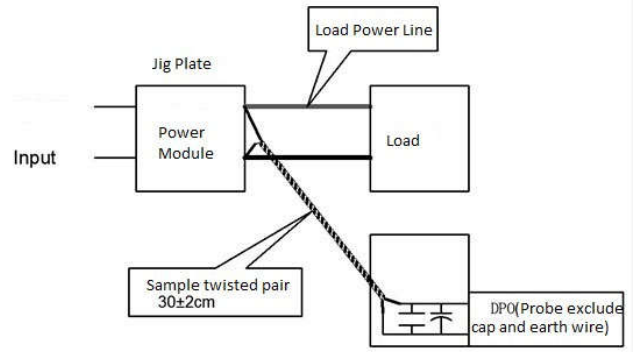 Load Power Line
Jig Plate
Power
Module
Load
Input
Sample twisted pair
30±2cm
DPO(Probe exclude
cap and earth wire)